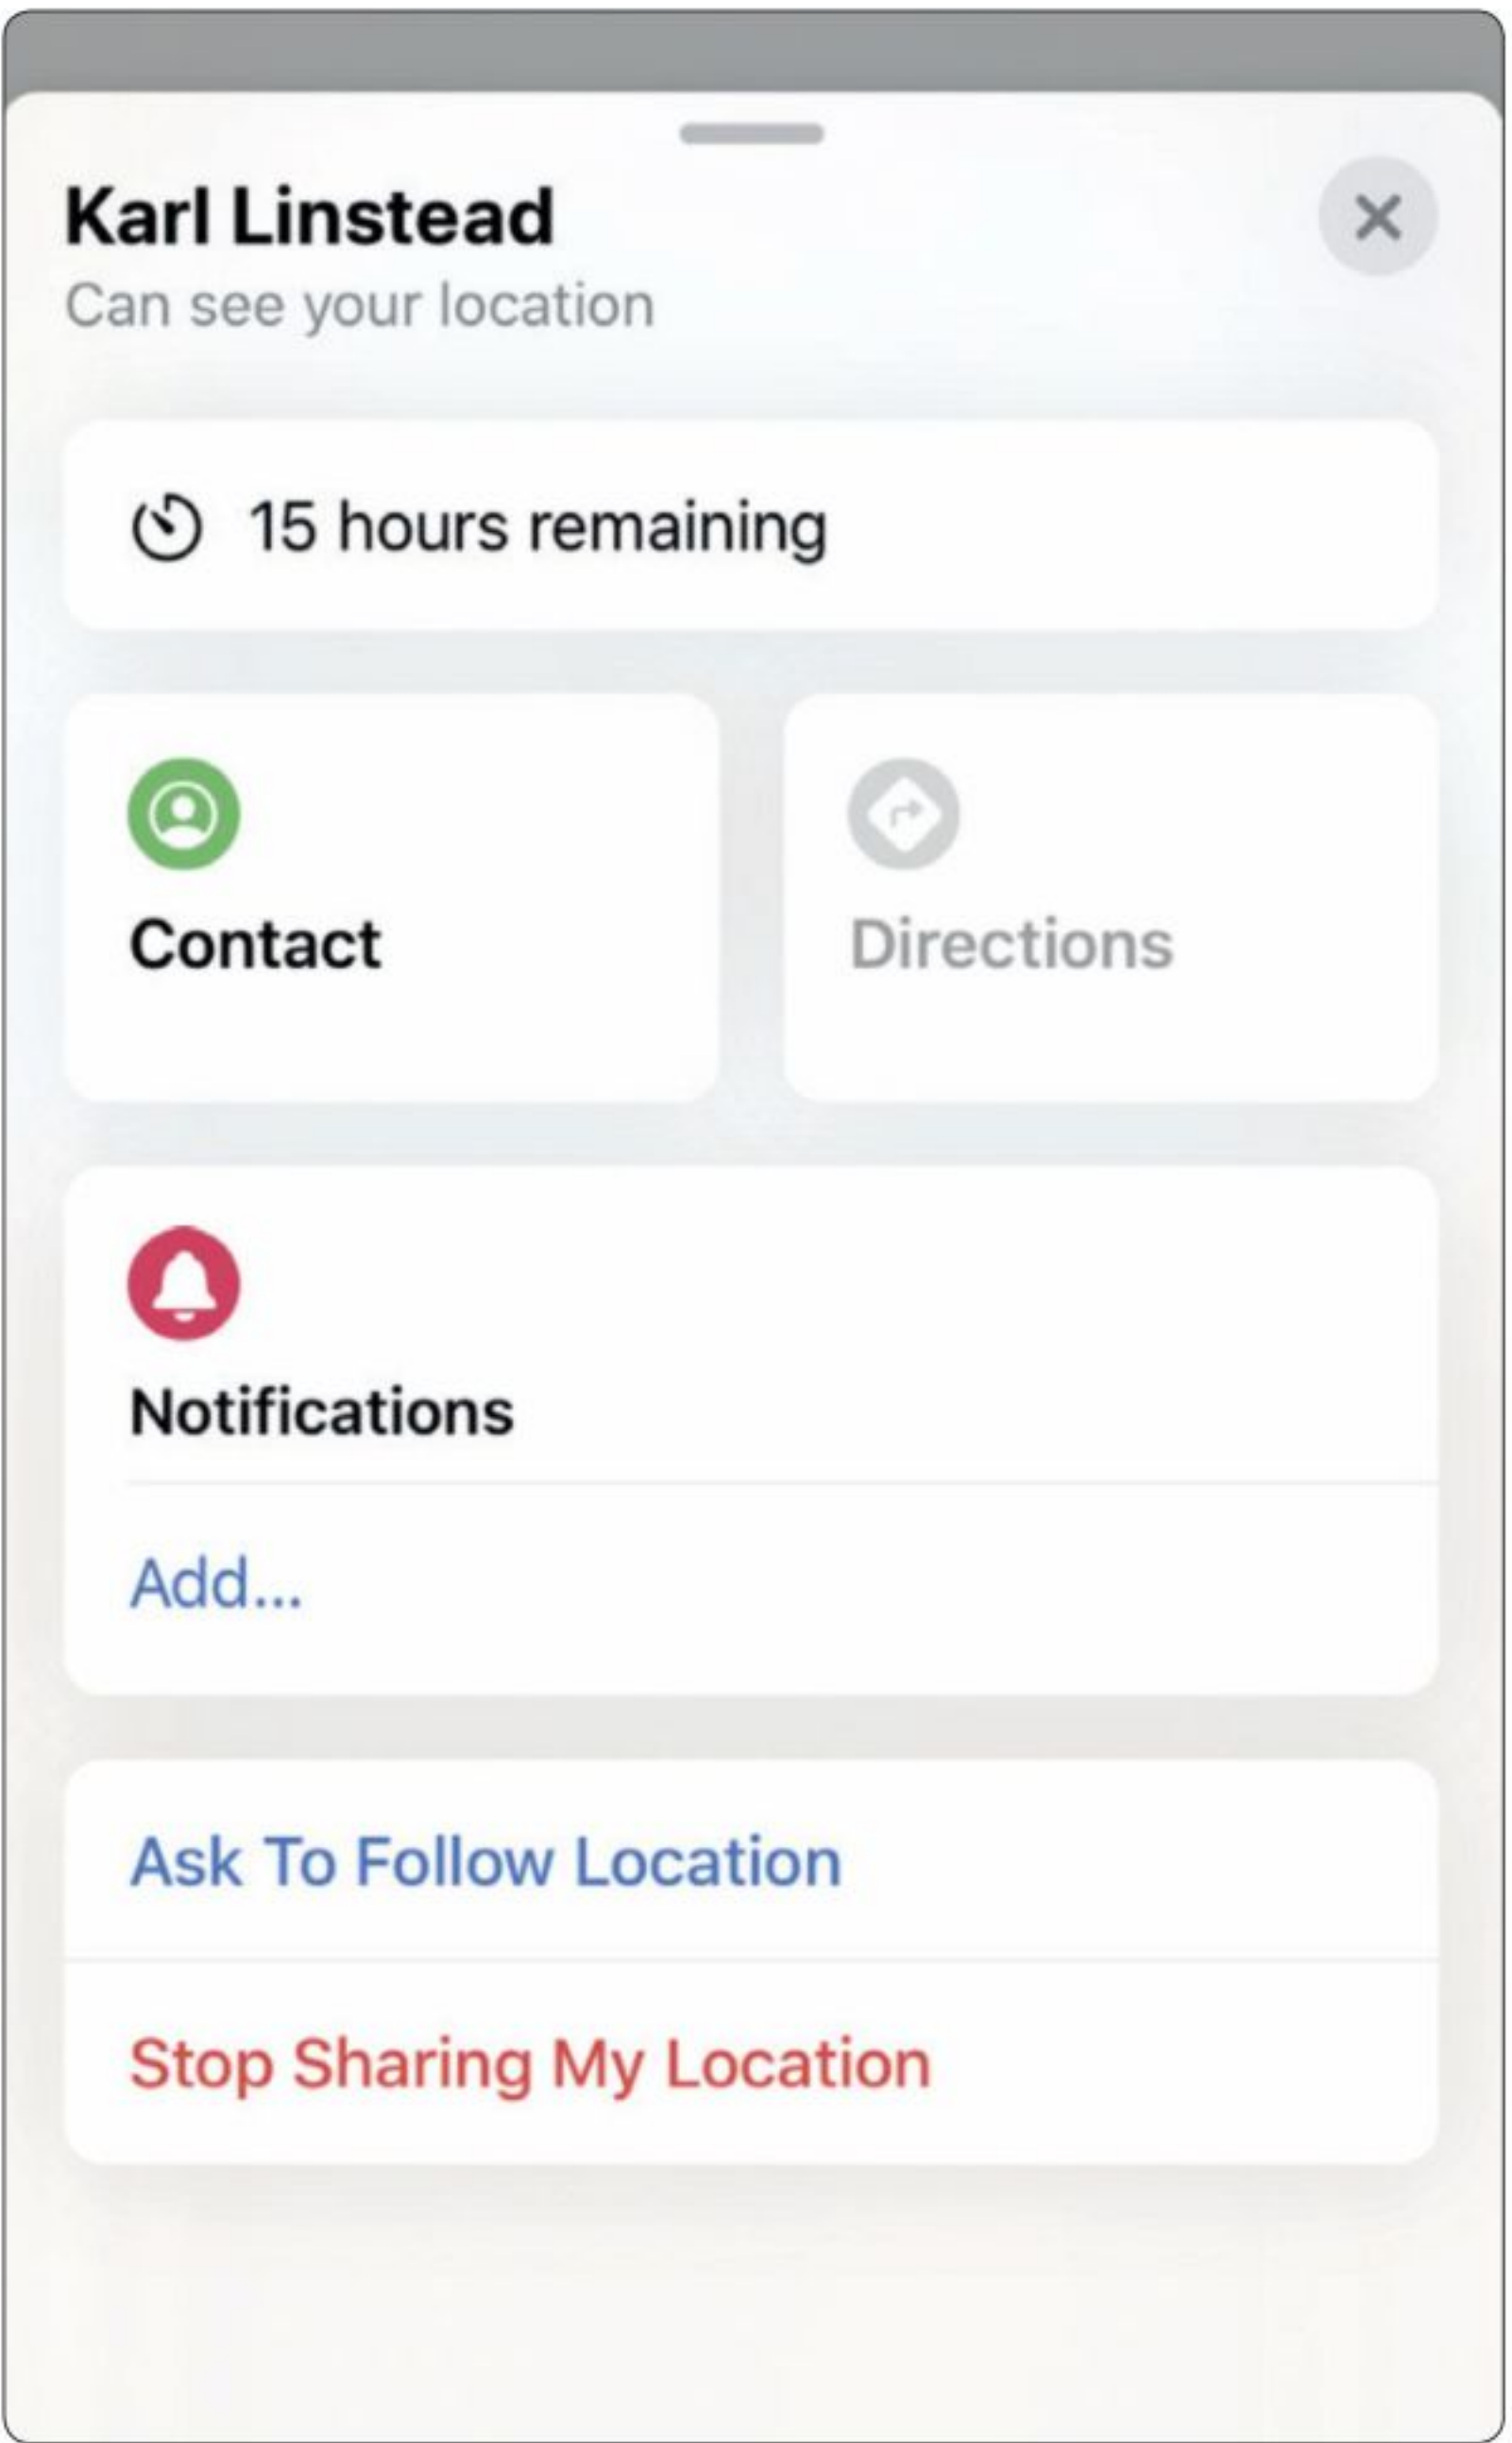 Karl Linstead
Can see your location
15 hours remaining
Contact
Directions
Notifications
Add...
Ask To Follow Location
Stop Sharing My Location